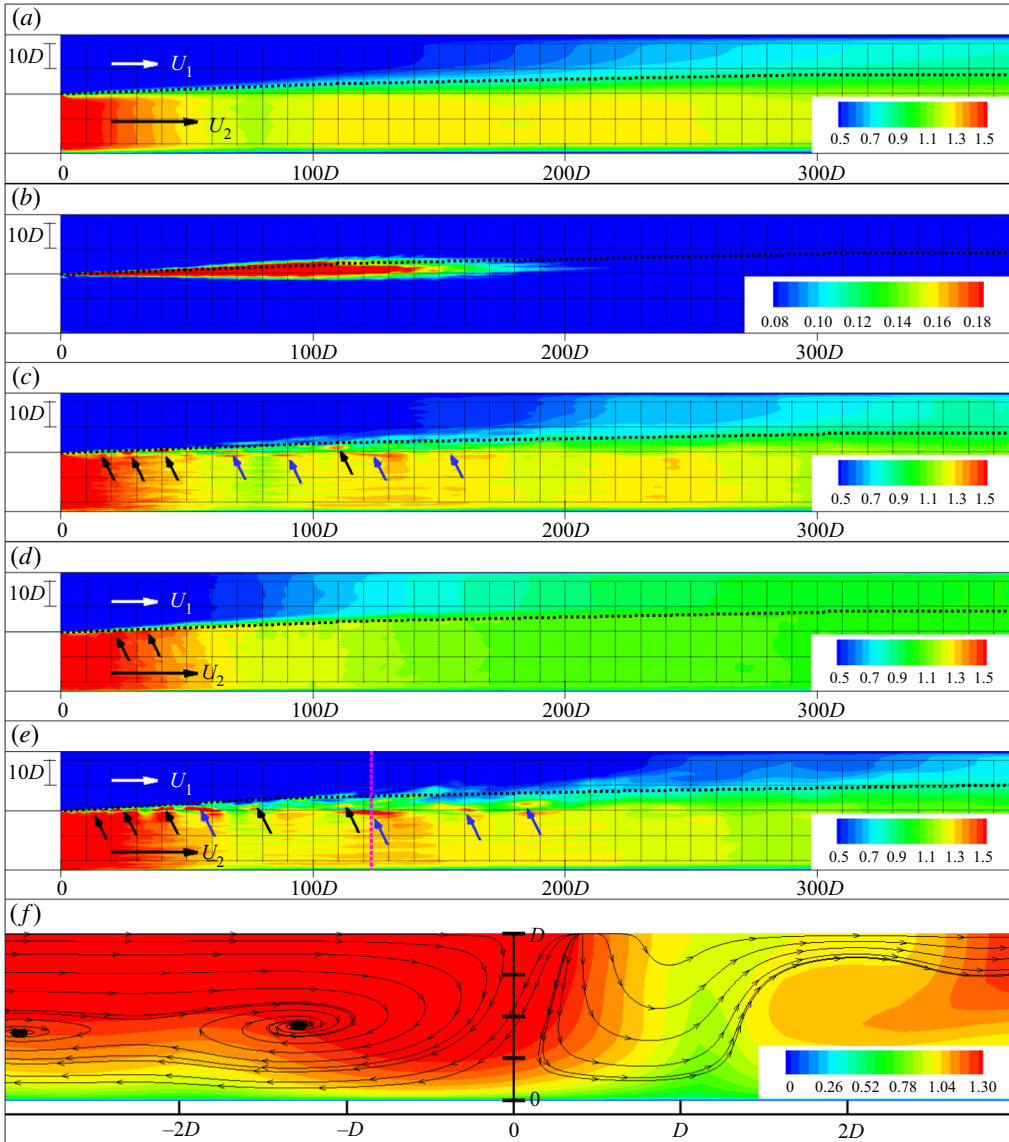 (a)
10D
U1
U2
0.5 0.7 0.9 1.1 1.3 1.5
0 100D 200D 300D
(b)
10D
0.08 0.10 0.12 0.14 0.16 0.18
0 100D 200D 300D
(c)
10D
0.5 0.7 0.9 1.1 1.3 1.5
0 100D 200D 300D
(d)
10D
U1
U2
0.5 0.7 0.9 1.1 1.3 1.5
0 100D 200D 300D
(e)
10D
U1
U2
0.5 0.7 0.9 1.1 1.3 1.5
0 100D 200D 300D
(f)
D
0 0.26 0.52 0.78 1.04 1.30
0
−2D −D 0 D 2D